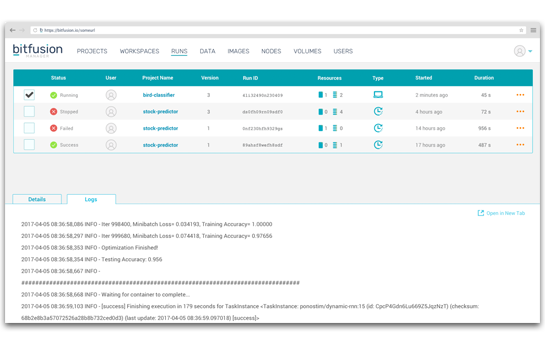 https://bitfusion.io/runsurl
bitfusion
MANAGER
PROJECTS WORKSPACES RUNS DATA IMAGES NODES VOLUMES USERS
Status User Project Name Version Run ID Resources Type Started Duration
Running bird-classifier 3 1 2 2 minutes ago 45 s
Stopped stock-predictor 3 0 4 4 hours ago 72 s
Failed stock-predictor 1 1 0 14 hours ago 956 s
Success stock-predictor 1 0 1 17 hours ago 487 s
Details Logs
Open in New Tab
2017-04-05 08:36:58,086 INFO - Iter 998400, Minibatch Loss= 0.034193, Training Accuracy= 1.00000
2017-04-05 08:36:58,297 INFO - Iter 999680, Minibatch Loss= 0.074418, Training Accuracy= 0.97656
2017-04-05 08:36:58,353 INFO - Optimization Finished!
2017-04-05 08:36:58,354 INFO - Testing Accuracy: 0.956
2017-04-05 08:36:58,667 INFO -
################################################################################
2017-04-05 08:36:58,668 INFO - Waiting for container to complete...
2017-04-05 08:36:59,103 INFO - [success] Finishing execution in 179 seconds for TaskInstance <TaskInstance: ponostim/dynamic-rnn:15 (id: CpcP4Gdn6Lu669Z5JqzNzT) (checksum:
68b2e8b3a57072526a28b8b732ced0d3) (last update: 2017-04-05 08:36:59.097018) [success]>